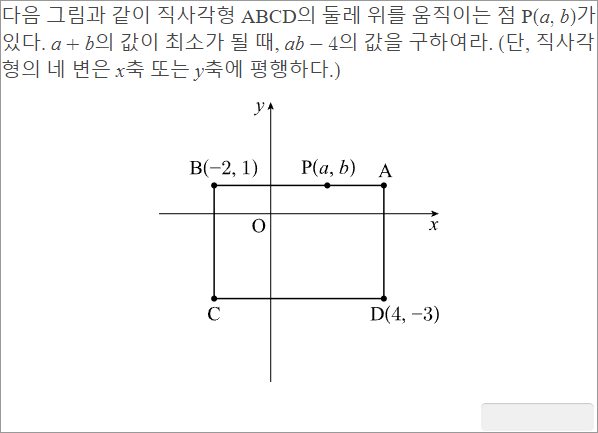 다음 그림과 같이 직사각형 ABCD의 둘레 위를 움직이는 점 P(a, b)가
있다. a + b의 값이 최소가 될 때, ab − 4의 값을 구하여라. (단, 직사각
형의 네 변은 x축 또는 y축에 평행하다.)
y
B(−2, 1) P(a, b) A
O x
C D(4, −3)